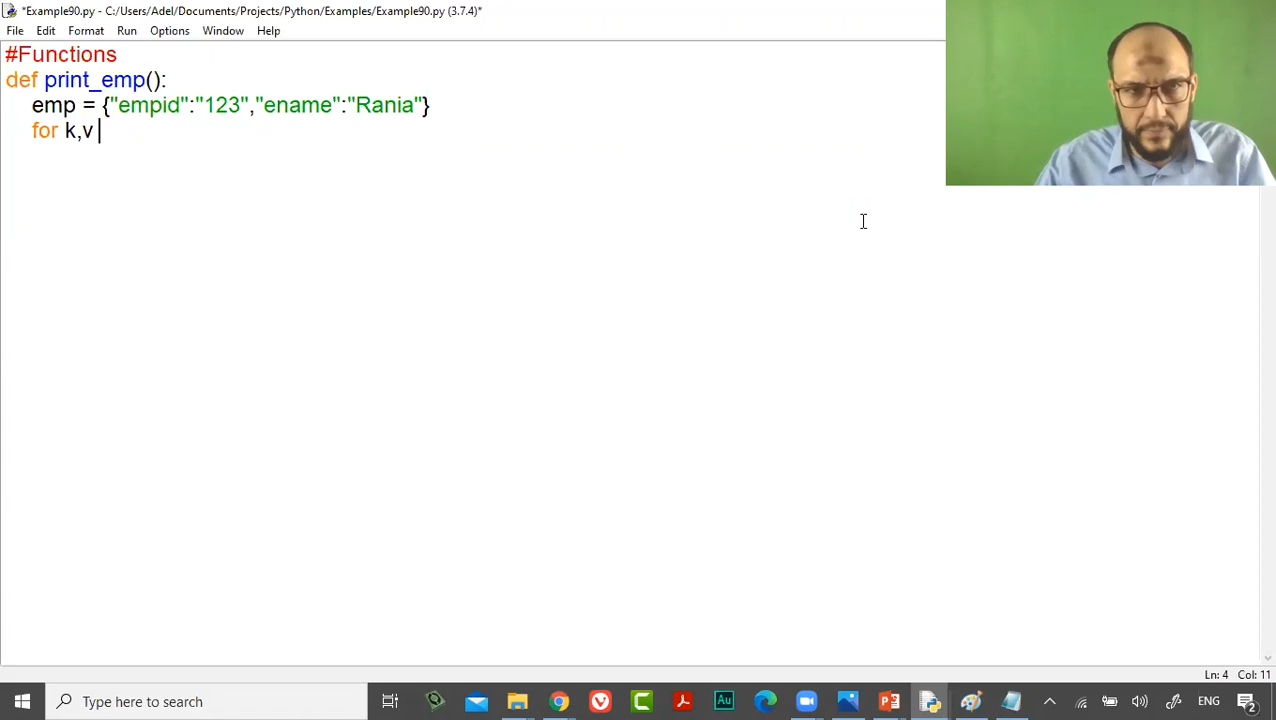 *Example90.py - C:/Users/Adel/Documents/Projects/Python/Examples/Example90.py (3.7.4)*
File Edit Format Run Options Window Help
#Functions
def print_emp():
    emp = {"empid":"123","ename":"Rania"}
    for k,v
Ln: 4 Col: 11
Type here to search
Au
ENG
2